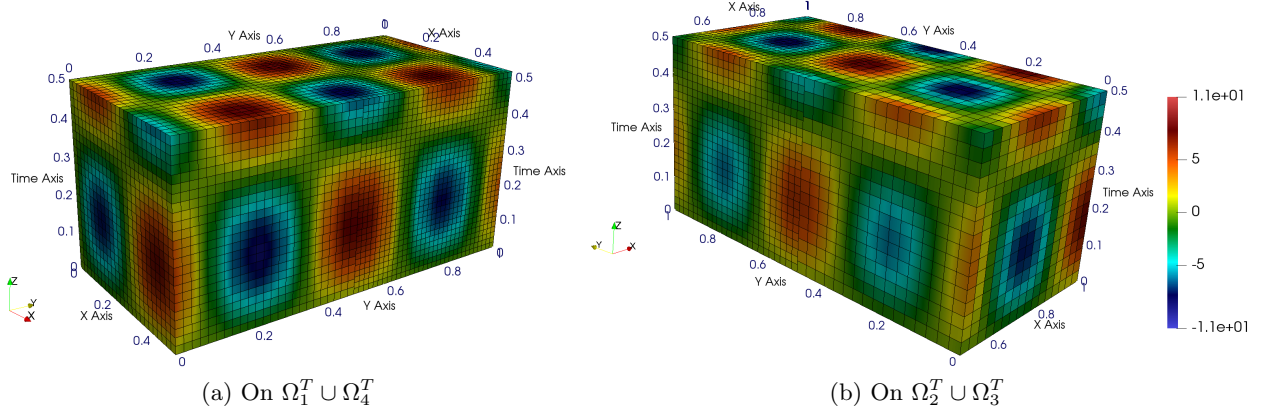 0 0.2 Y Axis 0.4 0.6 0.8 0 X Axis 0.2 0.4
0.5 0.5
0.4 0.4
0.3 0.3
Time Axis Time Axis
0.2 0.2
0.1 0.1
0 0
0 0.2 X Axis 0.4
0 0.2 0.4 Y Axis 0.6 0.8
Z Y X
(a) On Ω₁ᵀ ∪ Ω₄ᵀ
X Axis 0.6 0.8 1 0.8 0.6 Y Axis 0.4 0.2 0
0.5 0.5
0.4 0.4
0.3 0.3
Time Axis Time Axis
0.2 0.2
0.1 0.1
0 0
1 0.8 0.6 Y Axis 0.4 0.2 0
0.6 X Axis 0.8 1
Z Y X
(b) On Ω₂ᵀ ∪ Ω₃ᵀ
1.1e+01
5
0
-5
-1.1e+01